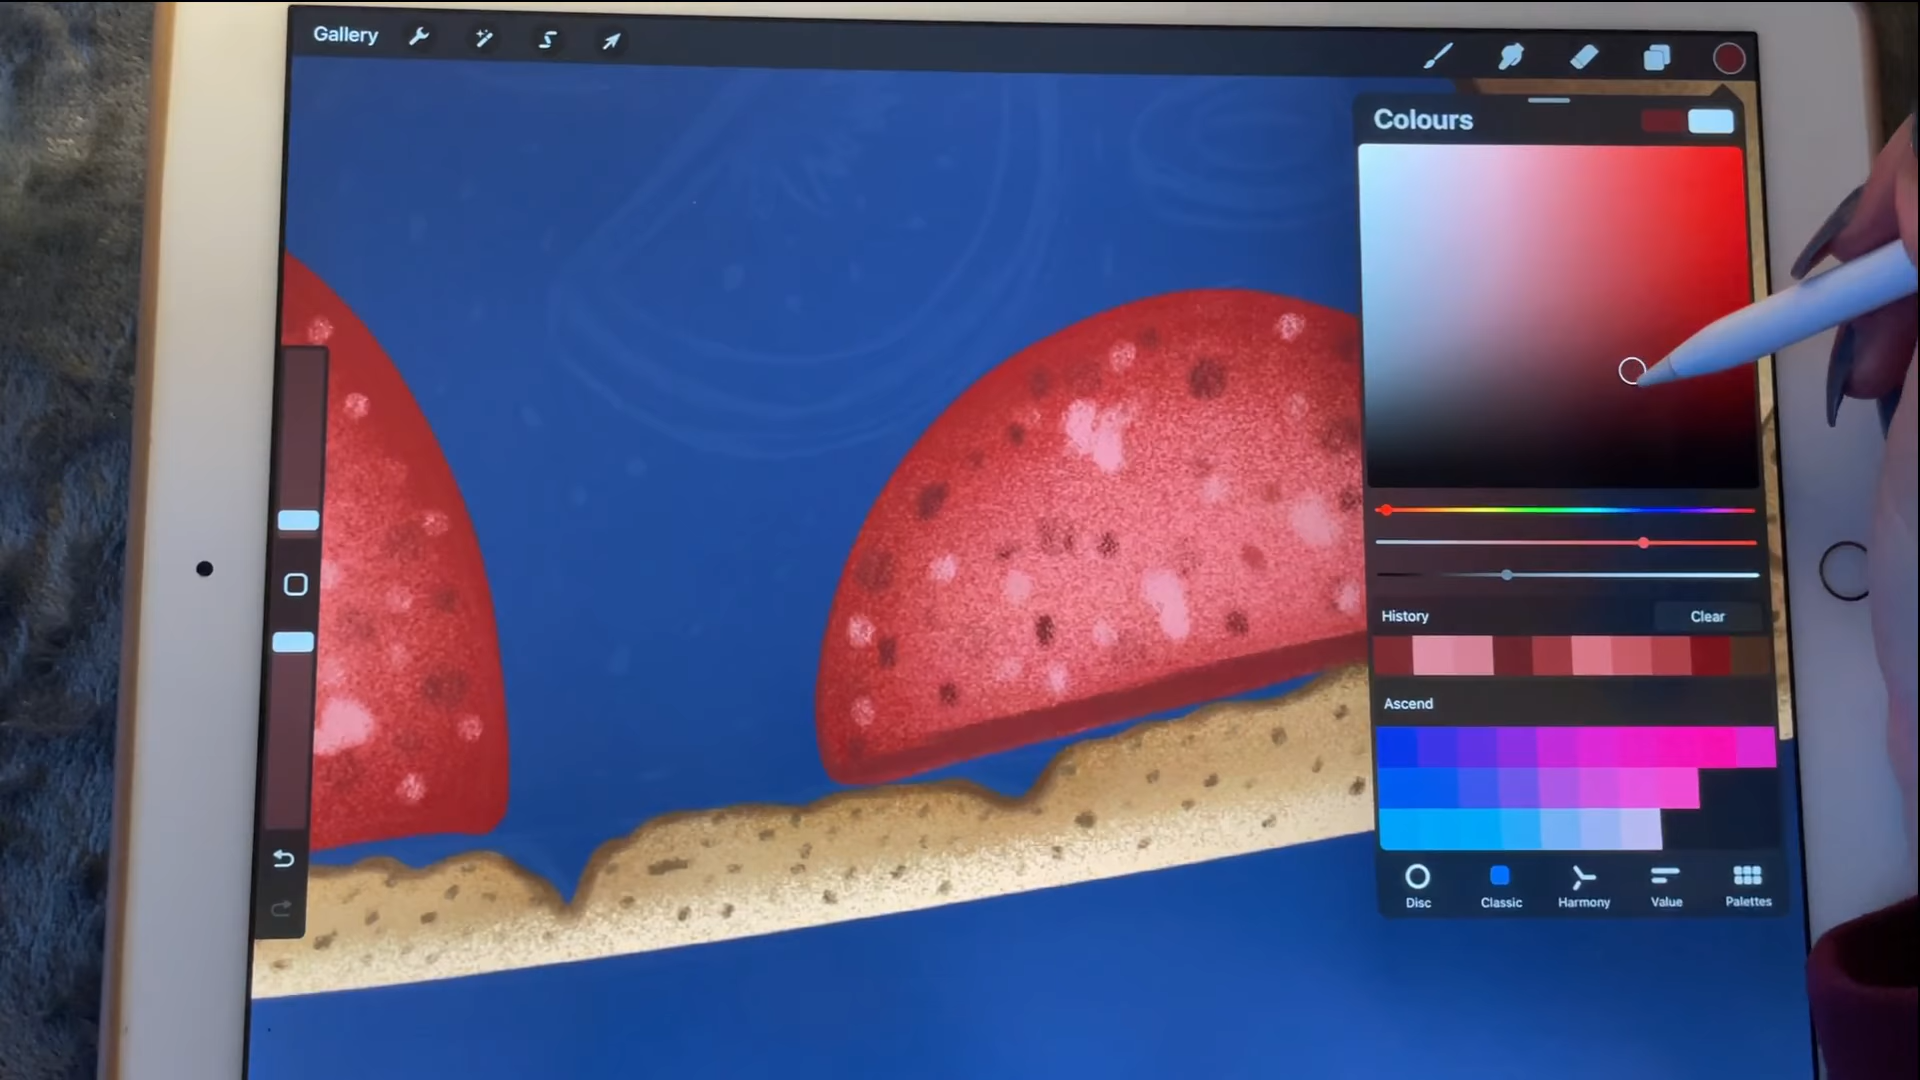 Gallery
Colours
History Clear
Ascend
Disc Classic Harmony Value Palettes